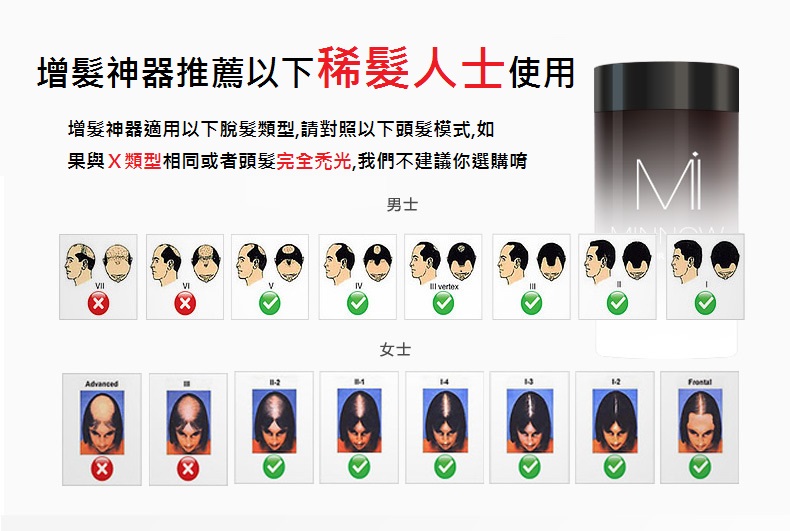 增髮神器推薦以下稀髮人士使用
增髮神器適用以下脫髮類型,請對照以下頭髮模式,如
果與X類型相同或者頭髮完全禿光,我們不建議你選購唷
Mi
MINNOW
男士
VII VI V IV III vertex III II I
女士
Advanced III II-2 II-1 I-4 I-3 I-2 Frontal